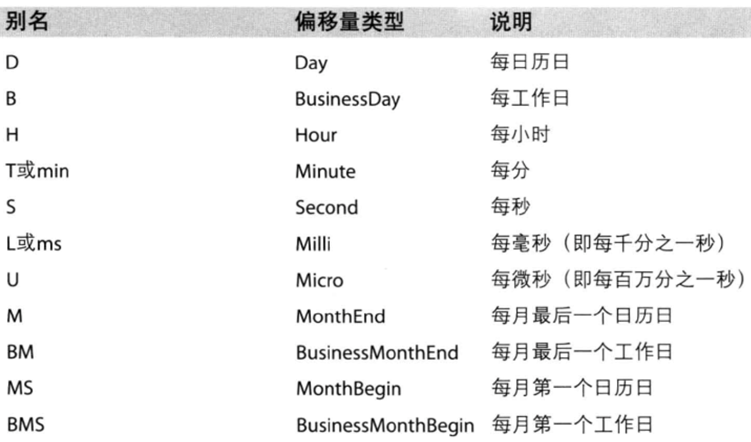 别名 偏移量类型 说明
D Day 每日历日
B BusinessDay 每工作日
H Hour 每小时
T或min Minute 每分
S Second 每秒
L或ms Milli 每毫秒（即每千分之一秒）
U Micro 每微秒（即每百万分之一秒）
M MonthEnd 每月最后一个日历日
BM BusinessMonthEnd 每月最后一个工作日
MS MonthBegin 每月第一个日历日
BMS BusinessMonthBegin 每月第一个工作日